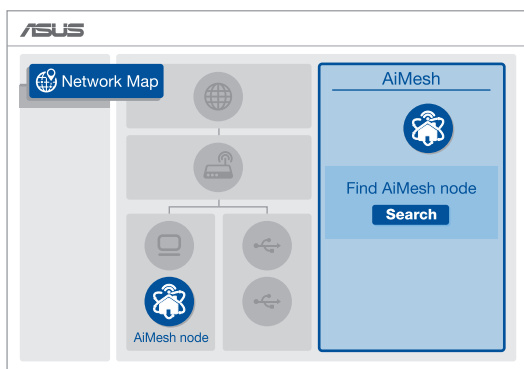 ASUS
Network Map
AiMesh
Find AiMesh node
Search
AiMesh node